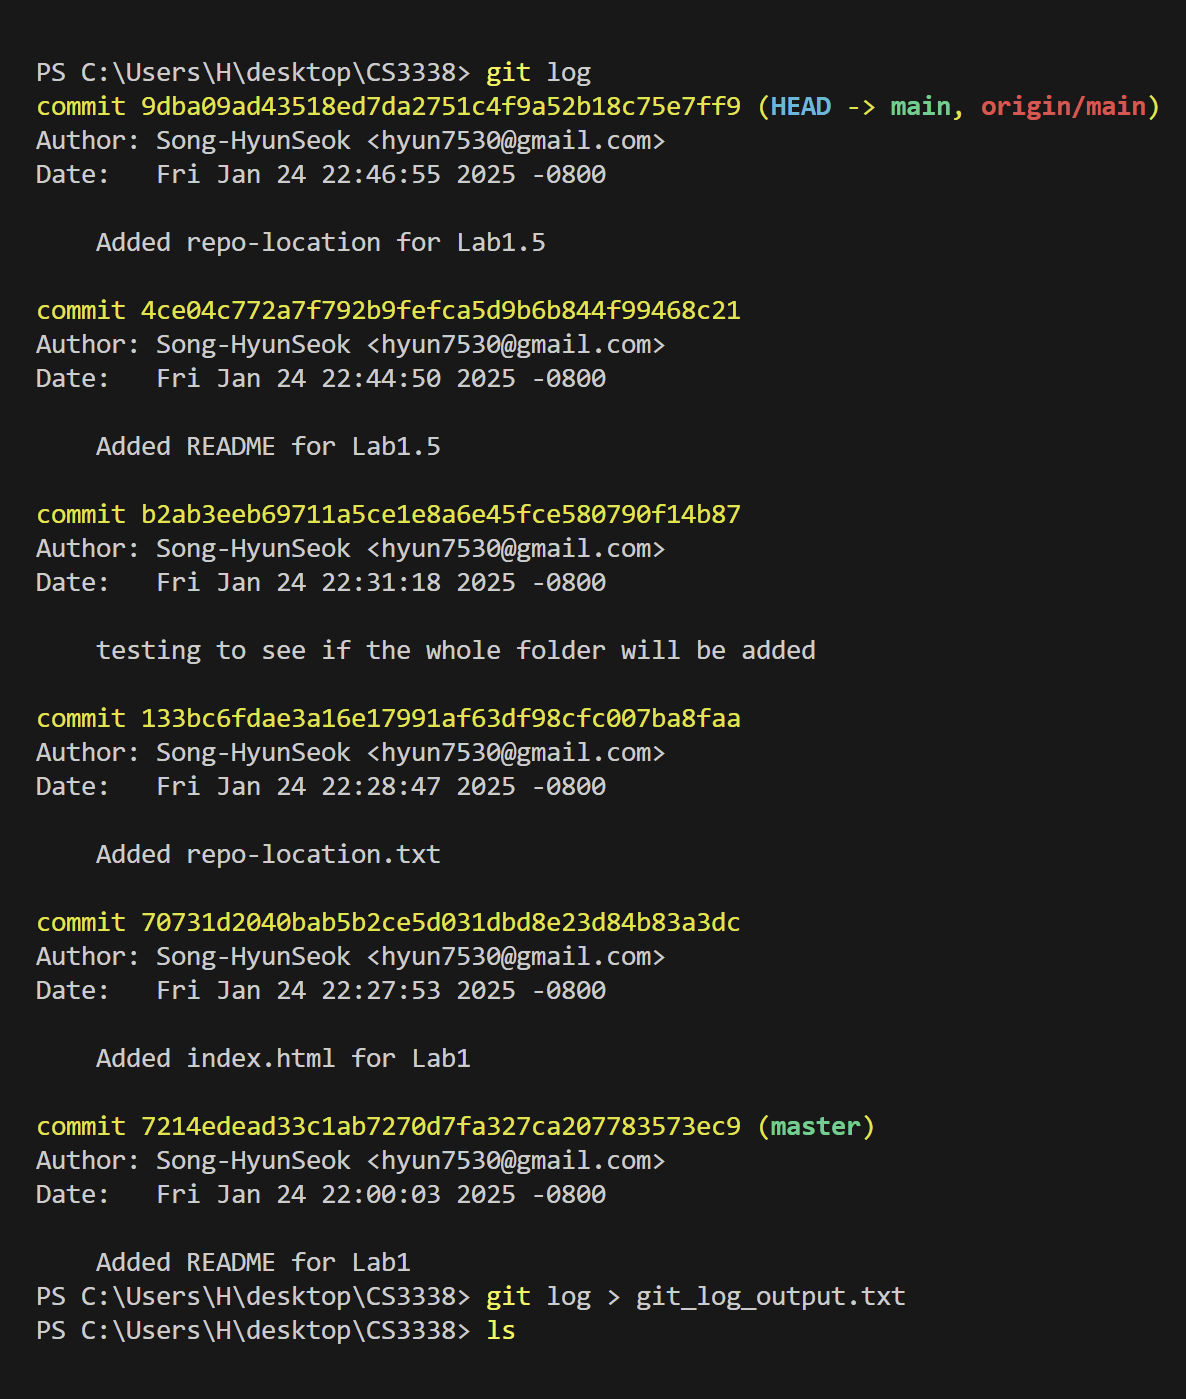 PS C:\Users\H\desktop\CS3338> git log
commit 9dba09ad43518ed7da2751c4f9a52b18c75e7ff9 (HEAD -> main, origin/main)
Author: Song-HyunSeok <hyun7530@gmail.com>
Date:   Fri Jan 24 22:46:55 2025 -0800
    Added repo-location for Lab1.5
commit 4ce04c772a7f792b9fefca5d9b6b844f99468c21
Author: Song-HyunSeok <hyun7530@gmail.com>
Date:   Fri Jan 24 22:44:50 2025 -0800
    Added README for Lab1.5
commit b2ab3eeb69711a5ce1e8a6e45fce580790f14b87
Author: Song-HyunSeok <hyun7530@gmail.com>
Date:   Fri Jan 24 22:31:18 2025 -0800
    testing to see if the whole folder will be added
commit 133bc6fdae3a16e17991af63df98cfc007ba8faa
Author: Song-HyunSeok <hyun7530@gmail.com>
Date:   Fri Jan 24 22:28:47 2025 -0800
    Added repo-location.txt
commit 70731d2040bab5b2ce5d031dbd8e23d84b83a3dc
Author: Song-HyunSeok <hyun7530@gmail.com>
Date:   Fri Jan 24 22:27:53 2025 -0800
    Added index.html for Lab1
commit 7214edead33c1ab7270d7fa327ca207783573ec9 (master)
Author: Song-HyunSeok <hyun7530@gmail.com>
Date:   Fri Jan 24 22:00:03 2025 -0800
    Added README for Lab1
PS C:\Users\H\desktop\CS3338> git log > git_log_output.txt
PS C:\Users\H\desktop\CS3338> ls